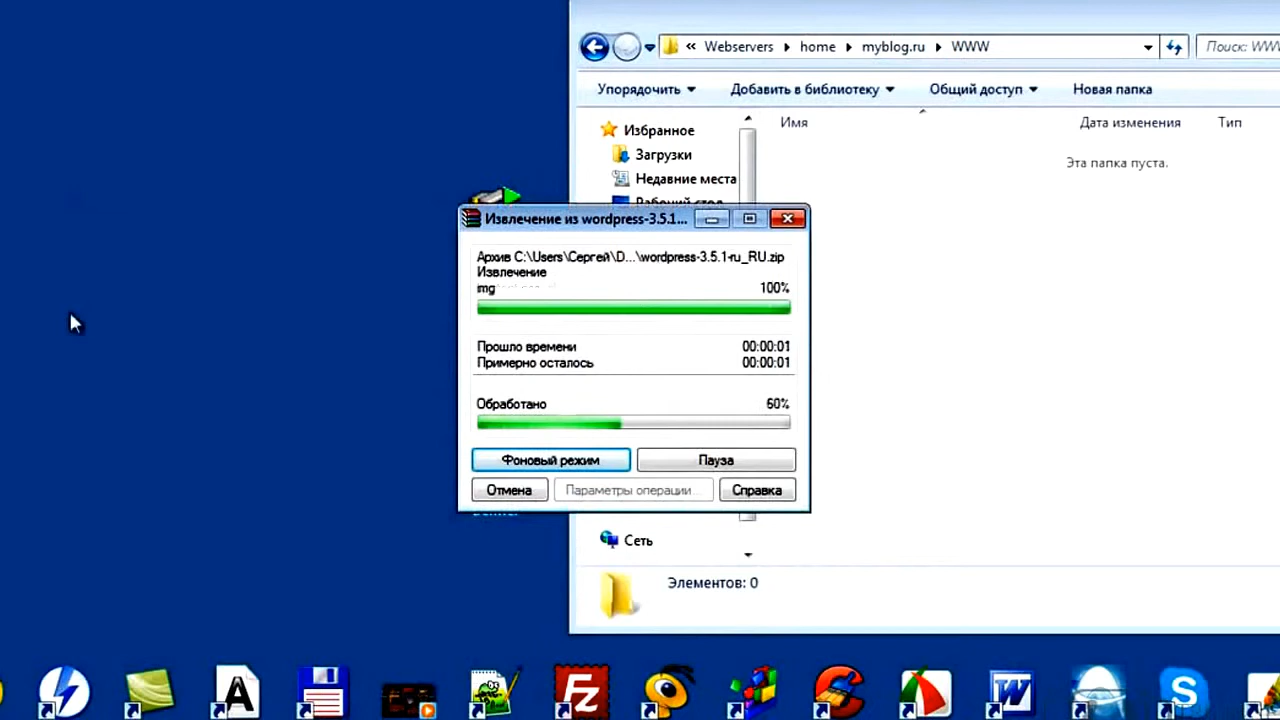 Webservers
home
myblog.ru
WWW
Поиск: WWW
Упорядочить
Добавить в библиотеку
Общий доступ
Новая папка
Имя
Дата изменения
Тип
Избранное
Загрузки
Недавние места
Рабочий стол
Эта папка пуста.
Извлечение из wordpress-3.5.1...
Архив C:\Users\Сергей\D...\wordpress-3.5.1-ru_RU.zip
Извлечение
img
100%
Прошло времени 00:00:01
Примерно осталось 00:00:01
Обработано 60%
Фоновый режим
Пауза
Отмена
Параметры операции...
Справка
Сеть
Элементов: 0